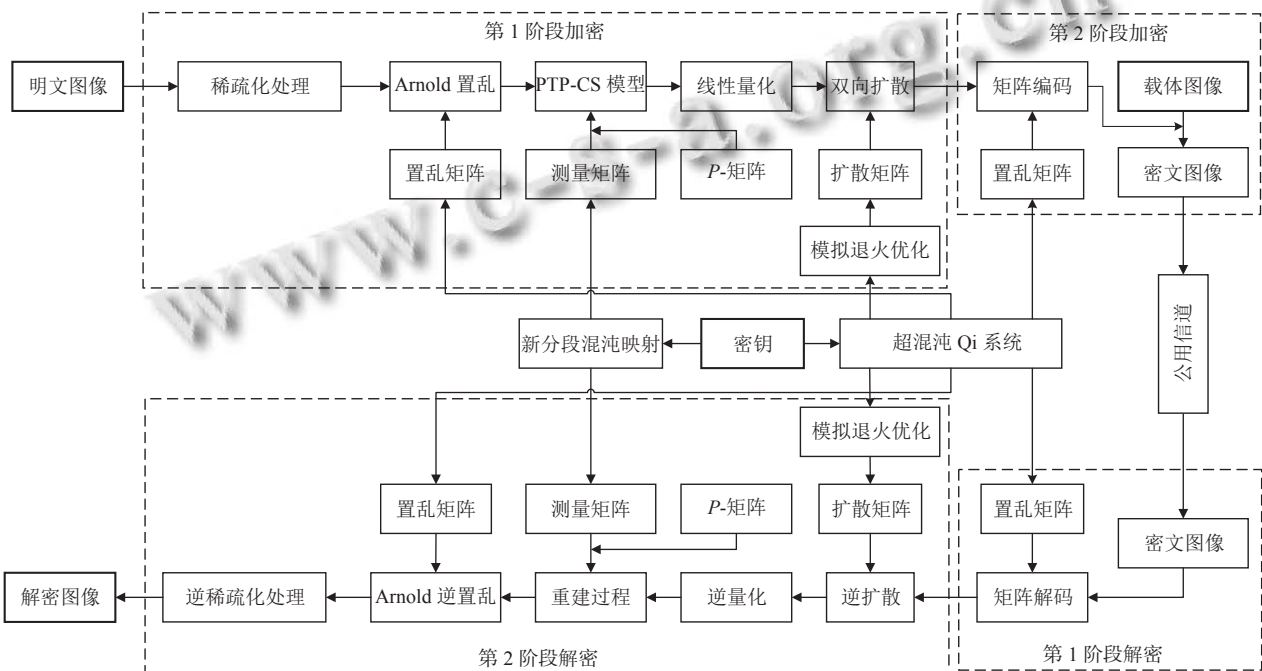 第 1 阶段加密
第 2 阶段加密
明文图像
稀疏化处理
Arnold 置乱
PTP-CS 模型
线性量化
双向扩散
矩阵编码
载体图像
置乱矩阵
测量矩阵
P-矩阵
扩散矩阵
置乱矩阵
密文图像
模拟退火优化
新分段混沌映射
密钥
超混沌 Qi 系统
公用信道
模拟退火优化
置乱矩阵
测量矩阵
P-矩阵
扩散矩阵
置乱矩阵
密文图像
解密图像
逆稀疏化处理
Arnold 逆置乱
重建过程
逆量化
逆扩散
矩阵解码
第 2 阶段解密
第 1 阶段解密
www.c-s-a.org.cn